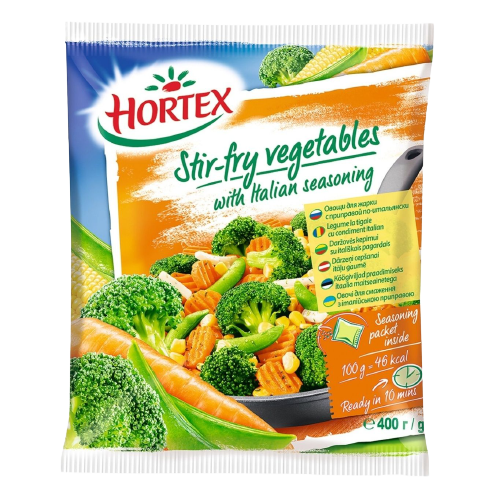 HORTEX
Stir-fry vegetables
with Italian seasoning
Овощи для жарки
с приправой по-итальянски
Legume la tigaie
cu condiment italian
Daržovės kepimui
su itališkais pagardais
Dārzeņi cepšanai
itāļu gaumē
Köögiviljad praadimiseks
Itaalia maitseainetega
Овочі для смаження
з італійською приправою
Seasoning
packet
inside
100 g = 46 kcal
Ready in 10 mins
℮ 400 г / g